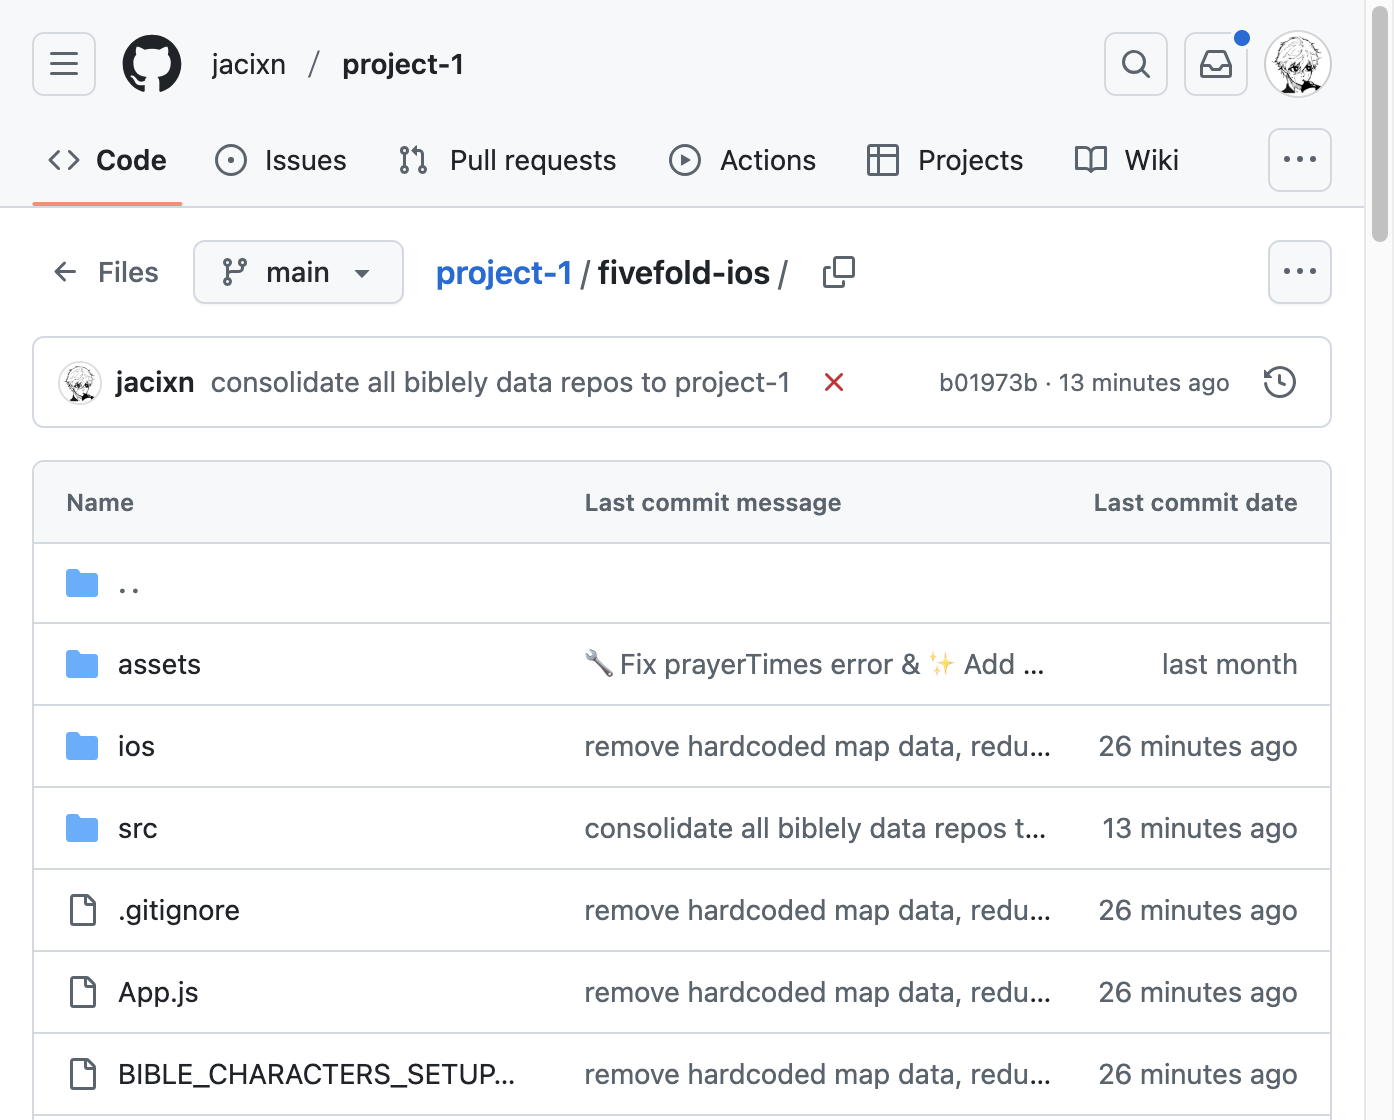 jacixn / project-1
Code Issues Pull requests Actions Projects Wiki
Files main project-1 / fivefold-ios /
jacixn consolidate all biblely data repos to project-1 b01973b · 13 minutes ago
Name Last commit message Last commit date
..
assets 🔧 Fix prayerTimes error & ✨ Add ... last month
ios remove hardcoded map data, redu... 26 minutes ago
src consolidate all biblely data repos t... 13 minutes ago
.gitignore remove hardcoded map data, redu... 26 minutes ago
App.js remove hardcoded map data, redu... 26 minutes ago
BIBLE_CHARACTERS_SETUP... remove hardcoded map data, redu... 26 minutes ago